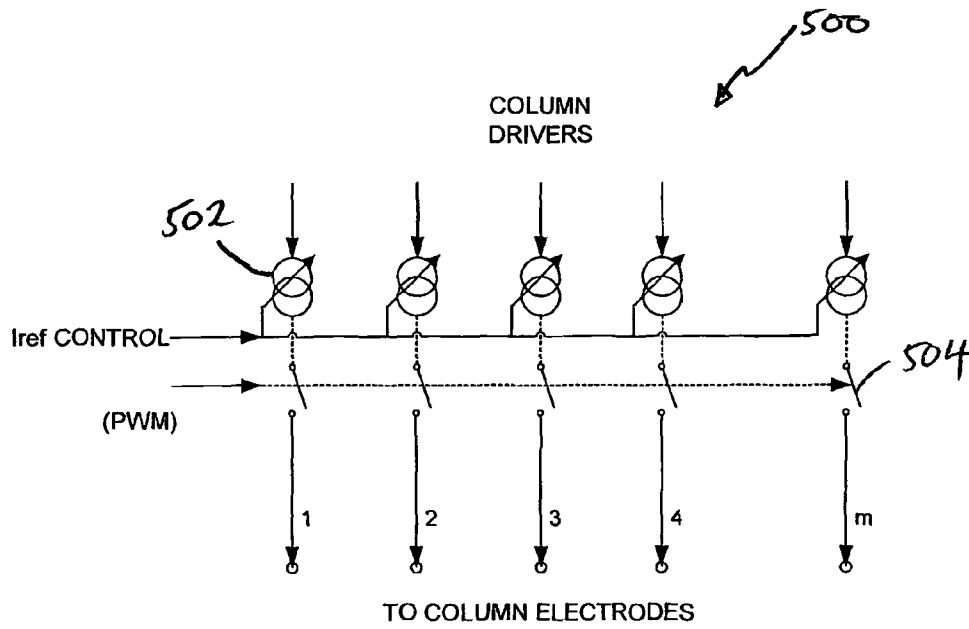 500
COLUMN
DRIVERS
502
Iref CONTROL
504
(PWM)
1
2
3
4
m
TO COLUMN ELECTRODES